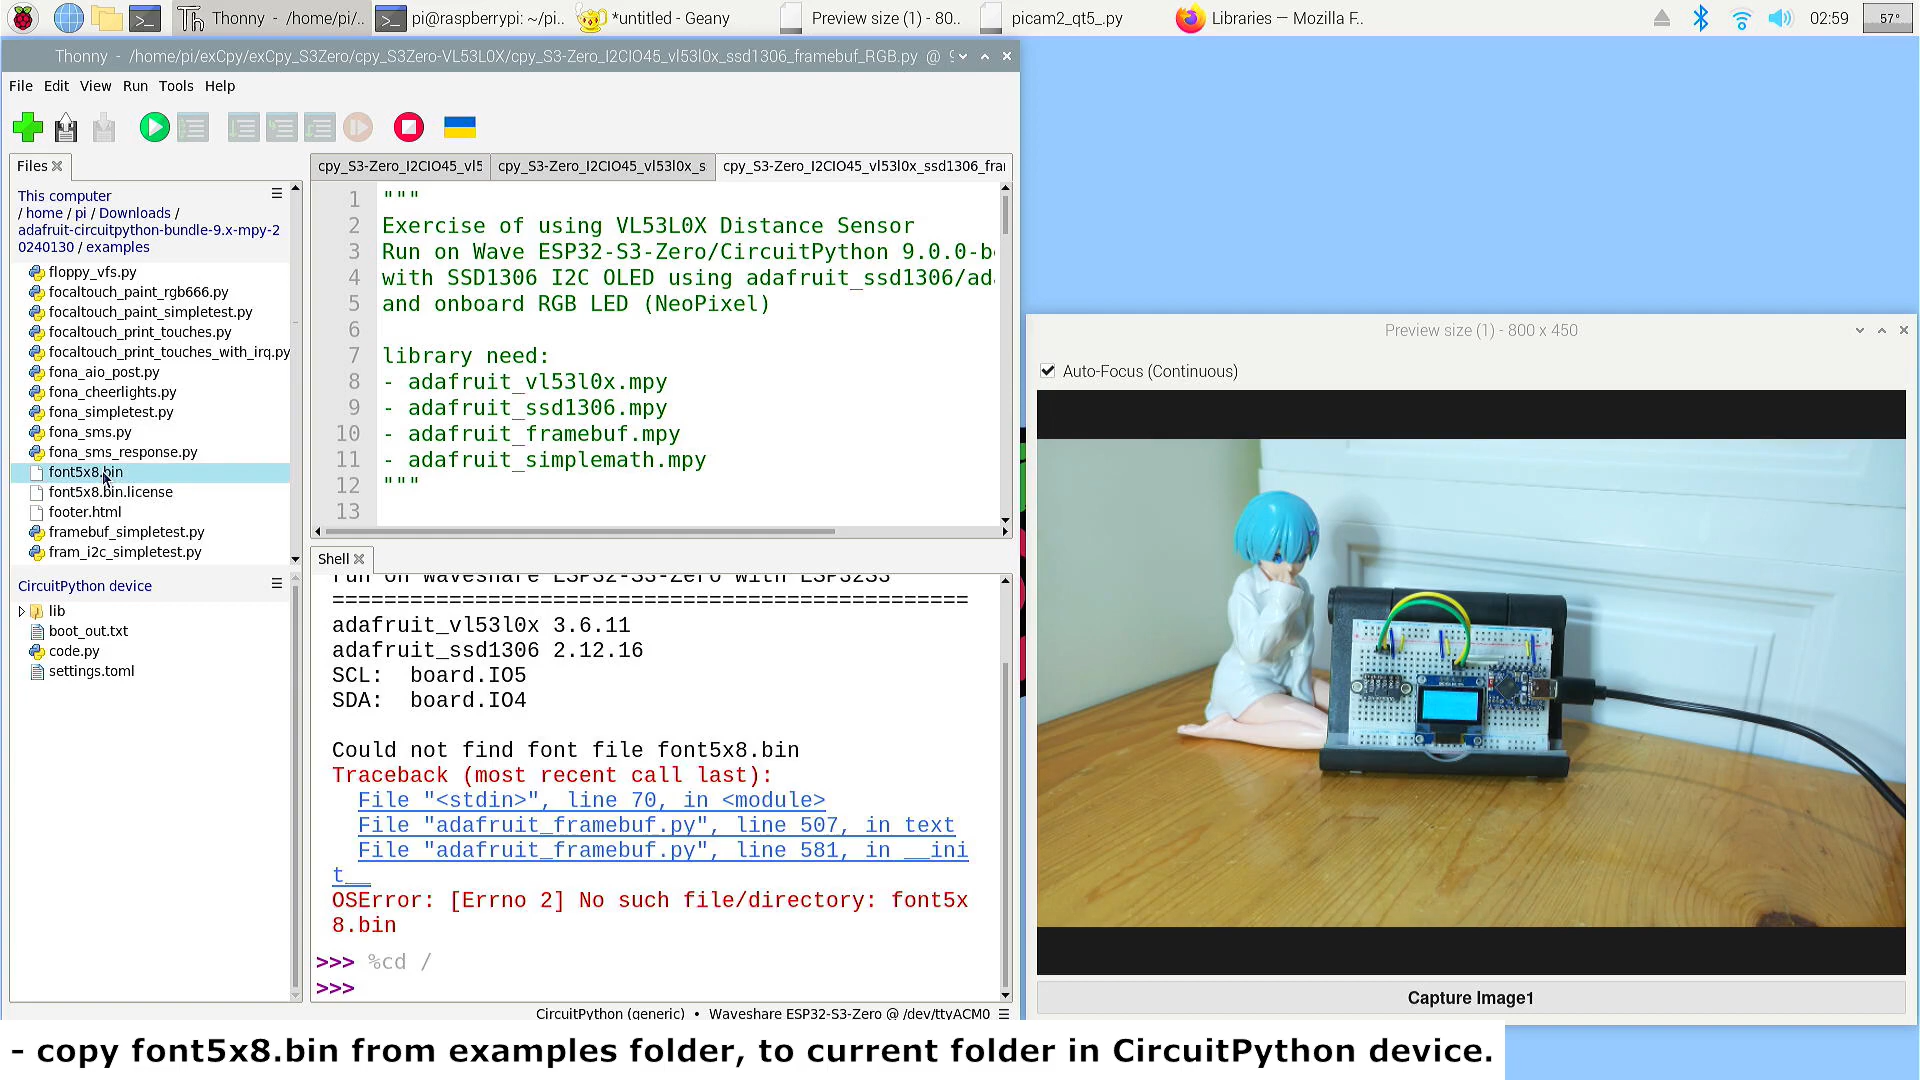 Thonny - /home/pi/...
pi@raspberrypi: ~/pi...
*untitled - Geany
Preview size (1) - 80...
picam2_qt5_.py
Libraries — Mozilla F...
02:59
57°
Thonny - /home/pi/exCpy/exCpy_S3Zero/cpy_S3Zero-VL53L0X/cpy_S3-Zero_I2CIO45_vl53l0x_ssd1306_framebuf_RGB.py @
File Edit View Run Tools Help
Files
This computer
/ home / pi / Downloads /
adafruit-circuitpython-bundle-9.x-mpy-2
0240130 / examples
floppy_vfs.py
focaltouch_paint_rgb666.py
focaltouch_paint_simpletest.py
focaltouch_print_touches.py
focaltouch_print_touches_with_irq.py
fona_aio_post.py
fona_cheerlights.py
fona_simpletest.py
fona_sms.py
fona_sms_response.py
font5x8.bin
font5x8.bin.license
footer.html
framebuf_simpletest.py
fram_i2c_simpletest.py
CircuitPython device
lib
boot_out.txt
code.py
settings.toml
cpy_S3-Zero_I2CIO45_vl5
cpy_S3-Zero_I2CIO45_vl53l0x_s
cpy_S3-Zero_I2CIO45_vl53l0x_ssd1306_fra
1 """
2 Exercise of using VL53L0X Distance Sensor
3 Run on Wave ESP32-S3-Zero/CircuitPython 9.0.0-b
4 with SSD1306 I2C OLED using adafruit_ssd1306/ad
5 and onboard RGB LED (NeoPixel)
6
7 library need:
8 - adafruit_vl53l0x.mpy
9 - adafruit_ssd1306.mpy
10 - adafruit_framebuf.mpy
11 - adafruit_simplemath.mpy
12 """
13
Shell
run on Waveshare ESP32-S3-Zero with ESP32S3
=================================================
adafruit_vl53l0x 3.6.11
adafruit_ssd1306 2.12.16
SCL: board.IO5
SDA: board.IO4
Could not find font file font5x8.bin
Traceback (most recent call last):
File "<stdin>", line 70, in <module>
File "adafruit_framebuf.py", line 507, in text
File "adafruit_framebuf.py", line 581, in __ini
t__
OSError: [Errno 2] No such file/directory: font5x
8.bin
>>> %cd /
>>>
CircuitPython (generic) • Waveshare ESP32-S3-Zero @ /dev/ttyACM0
Preview size (1) - 800 x 450
Auto-Focus (Continuous)
Capture Image1
- copy font5x8.bin from examples folder, to current folder in CircuitPython device.